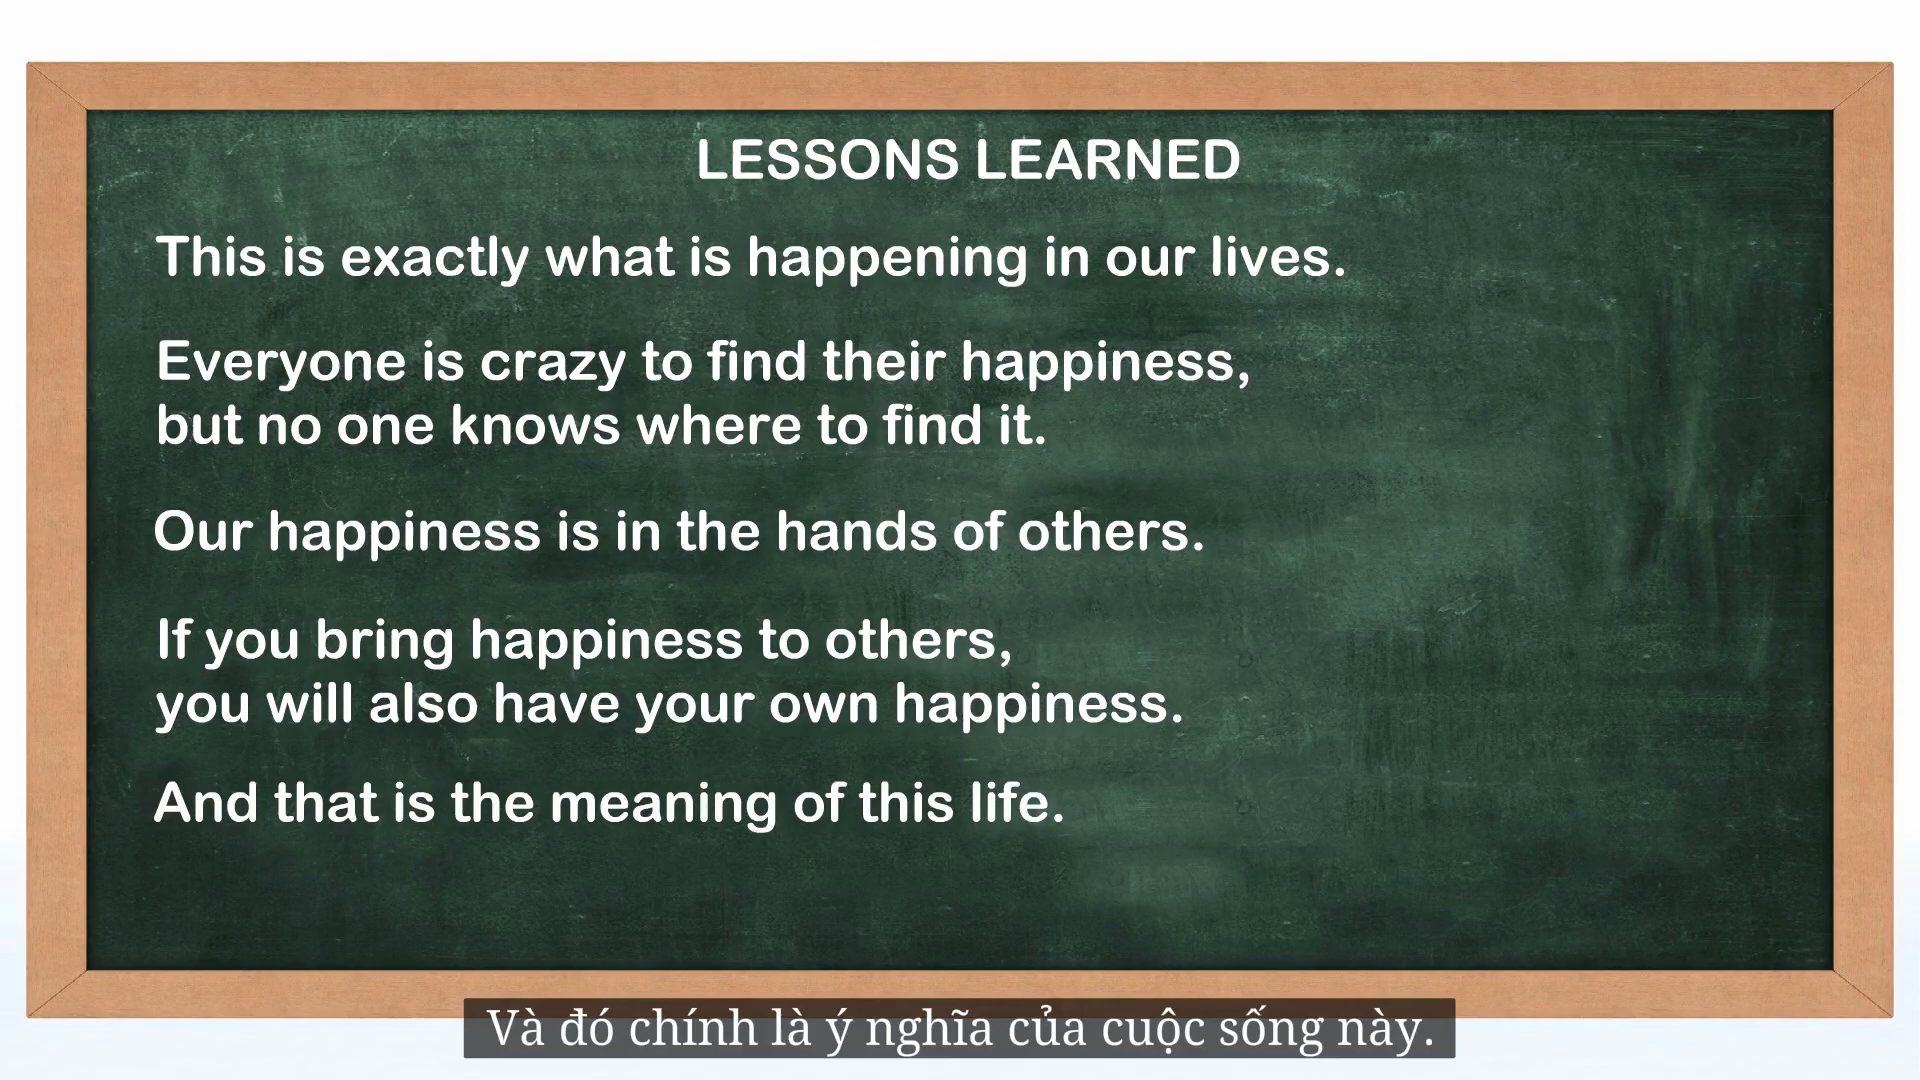 LESSONS LEARNED
This is exactly what is happening in our lives.
Everyone is crazy to find their happiness,
but no one knows where to find it.
Our happiness is in the hands of others.
If you bring happiness to others,
you will also have your own happiness.
And that is the meaning of this life.
Và đó chính là ý nghĩa của cuộc sống này.